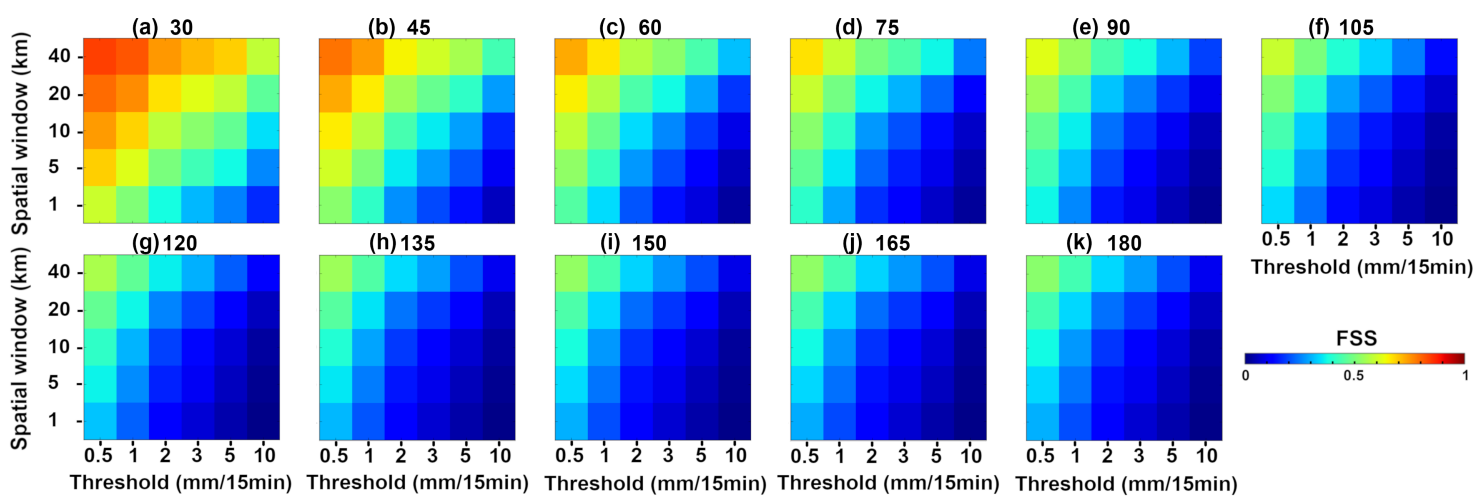 (a) 30
(b) 45
(c) 60
(d) 75
(e) 90
(f) 105
Spatial window (km)
40
20
10
5
1
0.5 1 2 3 5 10
Threshold (mm/15min)
(g) 120
(h) 135
(i) 150
(j) 165
(k) 180
Spatial window (km)
40
20
10
5
1
FSS
0 0.5 1
0.5 1 2 3 5 10
0.5 1 2 3 5 10
0.5 1 2 3 5 10
0.5 1 2 3 5 10
0.5 1 2 3 5 10
Threshold (mm/15min)
Threshold (mm/15min)
Threshold (mm/15min)
Threshold (mm/15min)
Threshold (mm/15min)